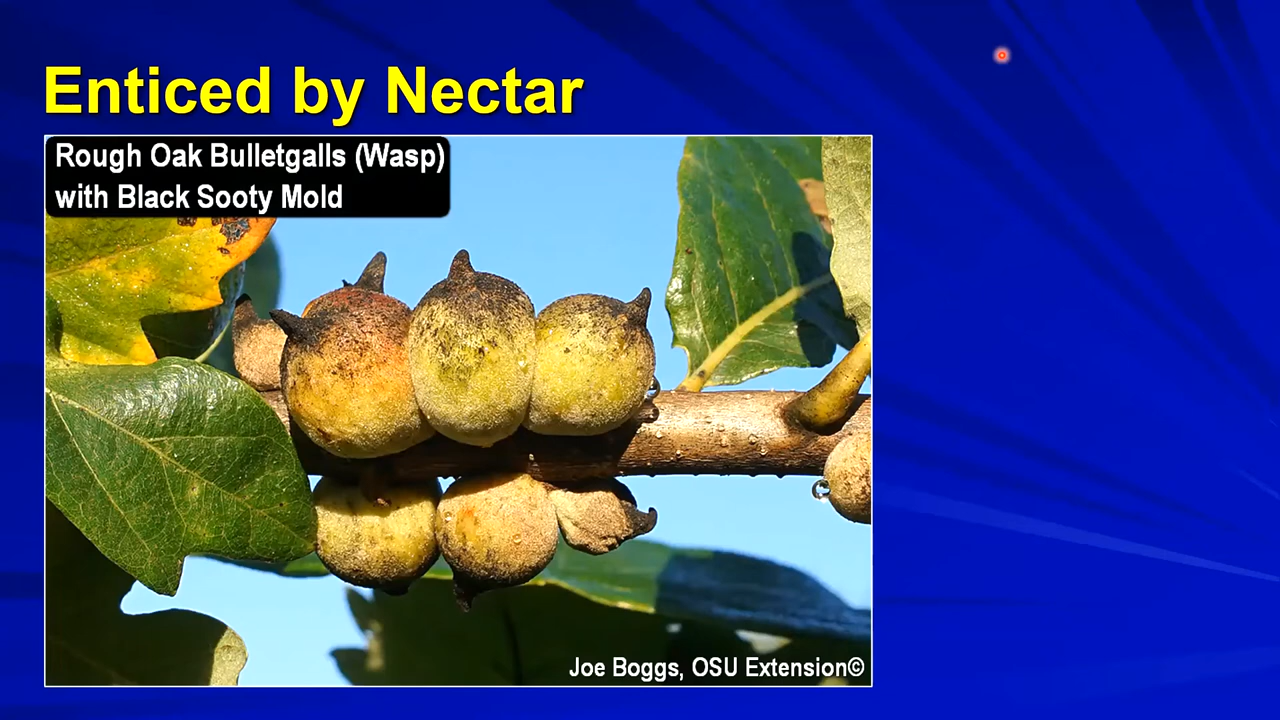 Enticed by Nectar
Rough Oak Bulletgalls (Wasp)
with Black Sooty Mold
Joe Boggs, OSU Extension©